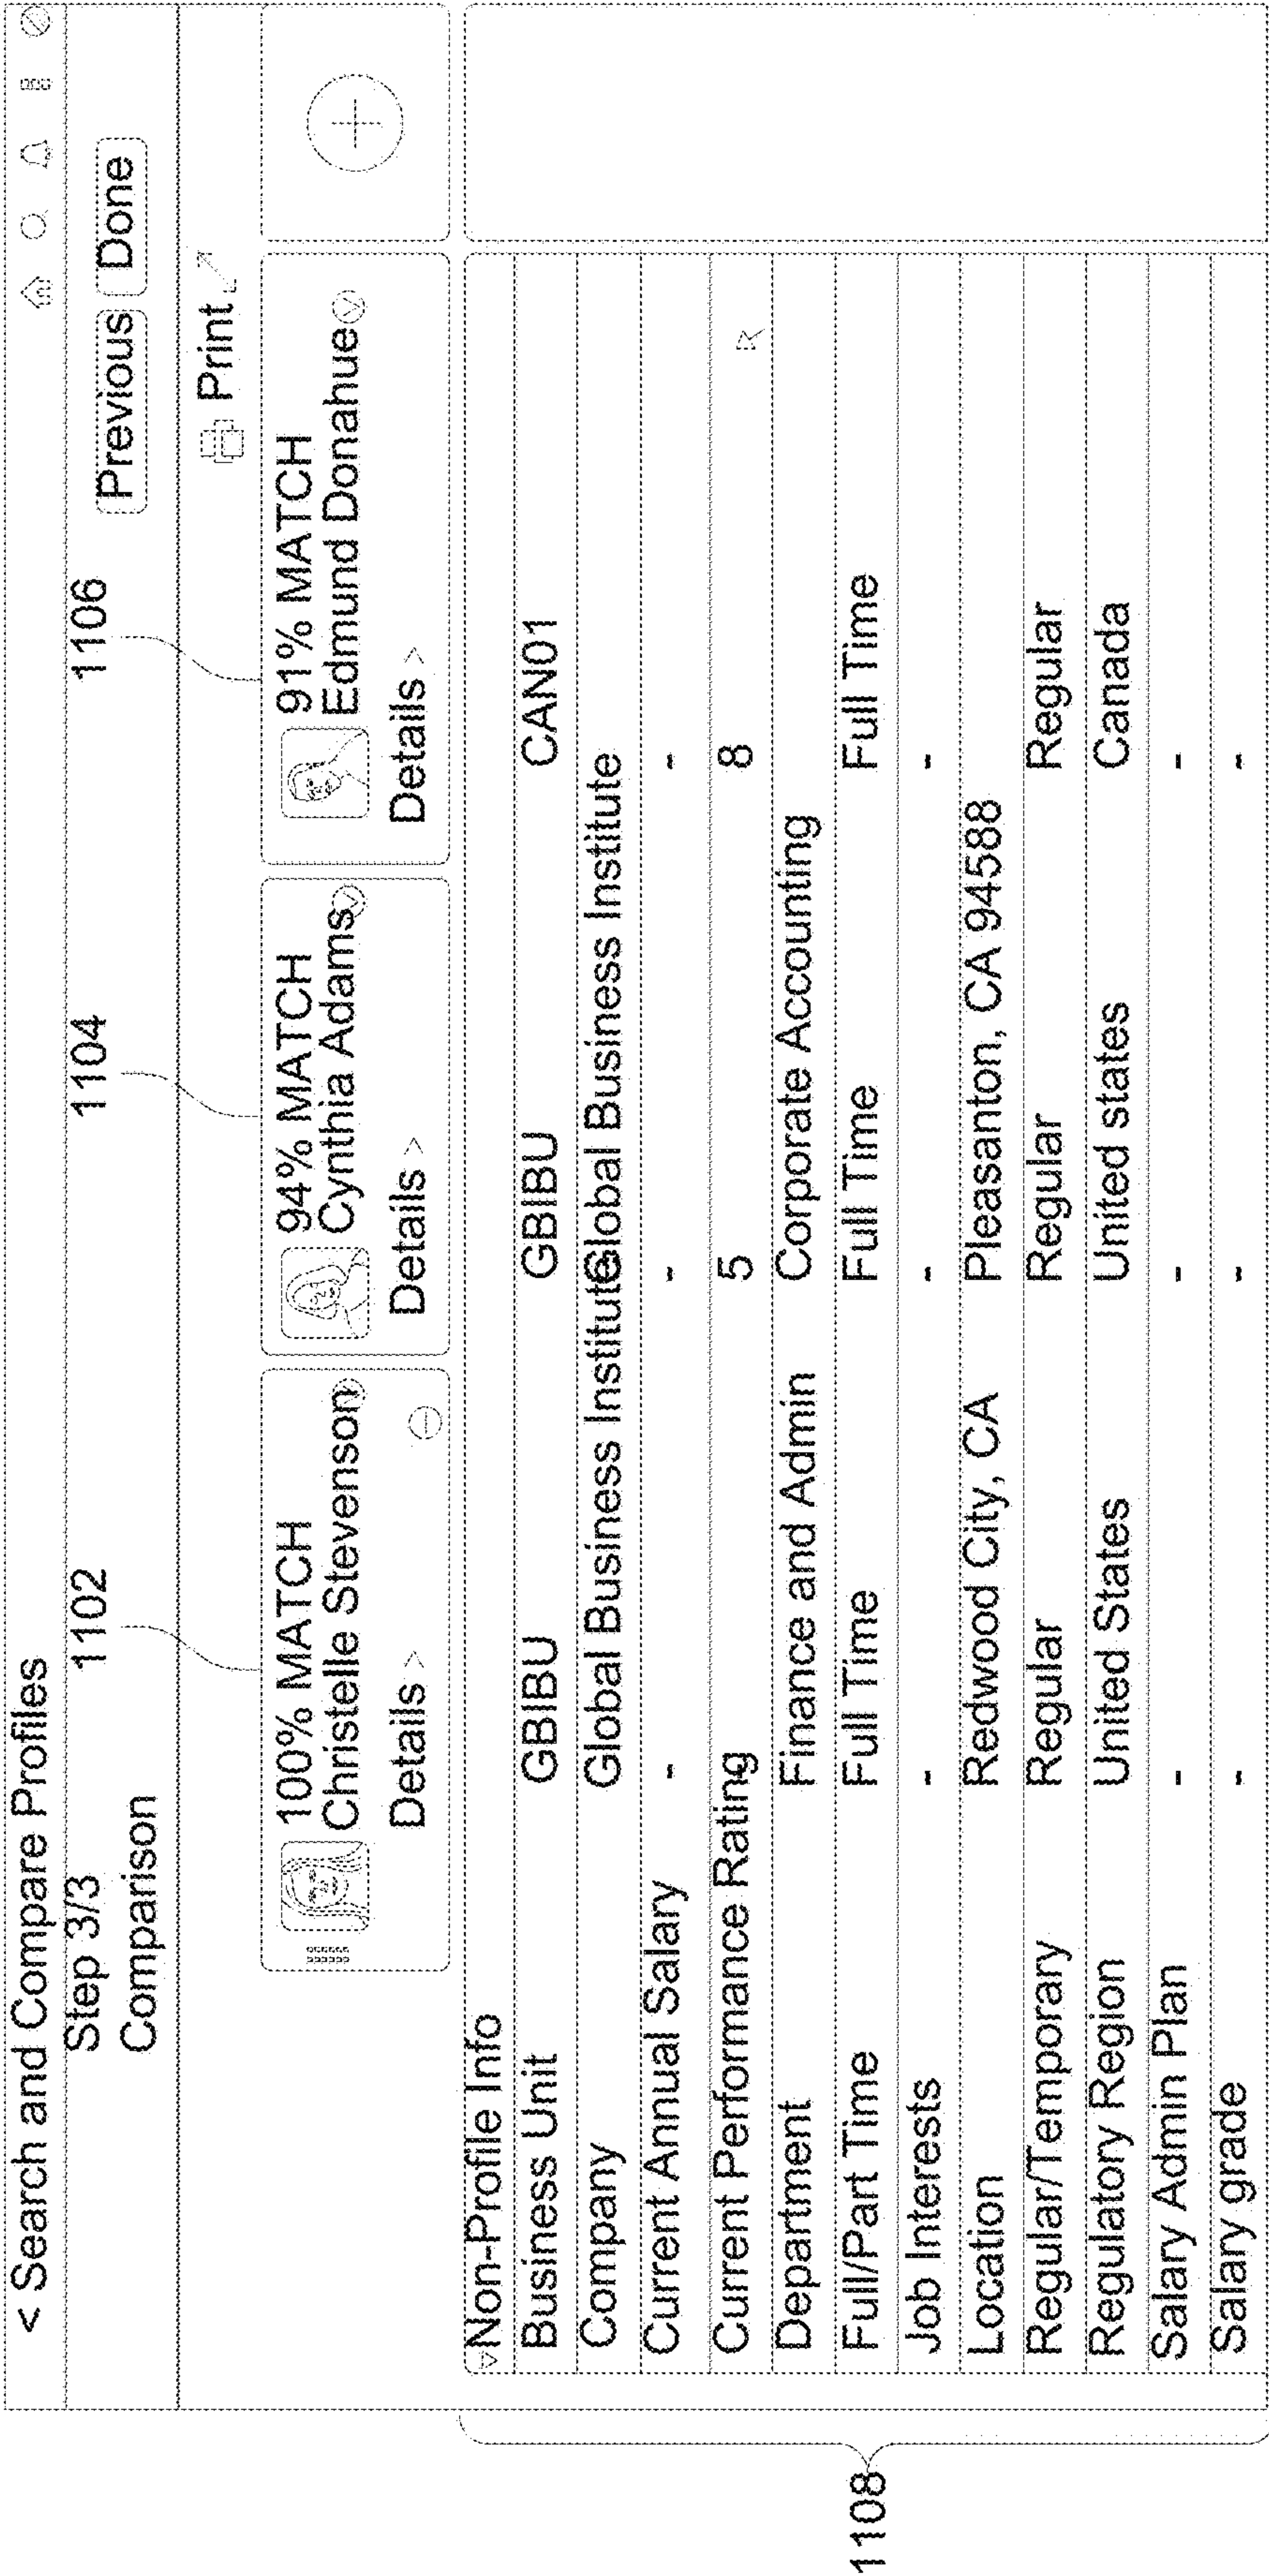 < Search and Compare Profiles
Step 3/3
Comparison
Previous Done
Print
1102 1104 1106
100% MATCH
Christelle Stevenson
Details >
94% MATCH
Cynthia Adams
Details >
91% MATCH
Edmund Donahue
Details >
Non-Profile Info
Business Unit GBIBU GBIBU CAN01
Company Global Business Institute Global Business Institute
Current Annual Salary - - -
Current Performance Rating 5 8
Department Finance and Admin Corporate Accounting
Full/Part Time Full Time Full Time Full Time
Job Interests - - -
Location Redwood City, CA Pleasanton, CA 94588
Regular/Temporary Regular Regular Regular
Regulatory Region United States United states Canada
Salary Admin Plan - - -
Salary grade - - -
1108